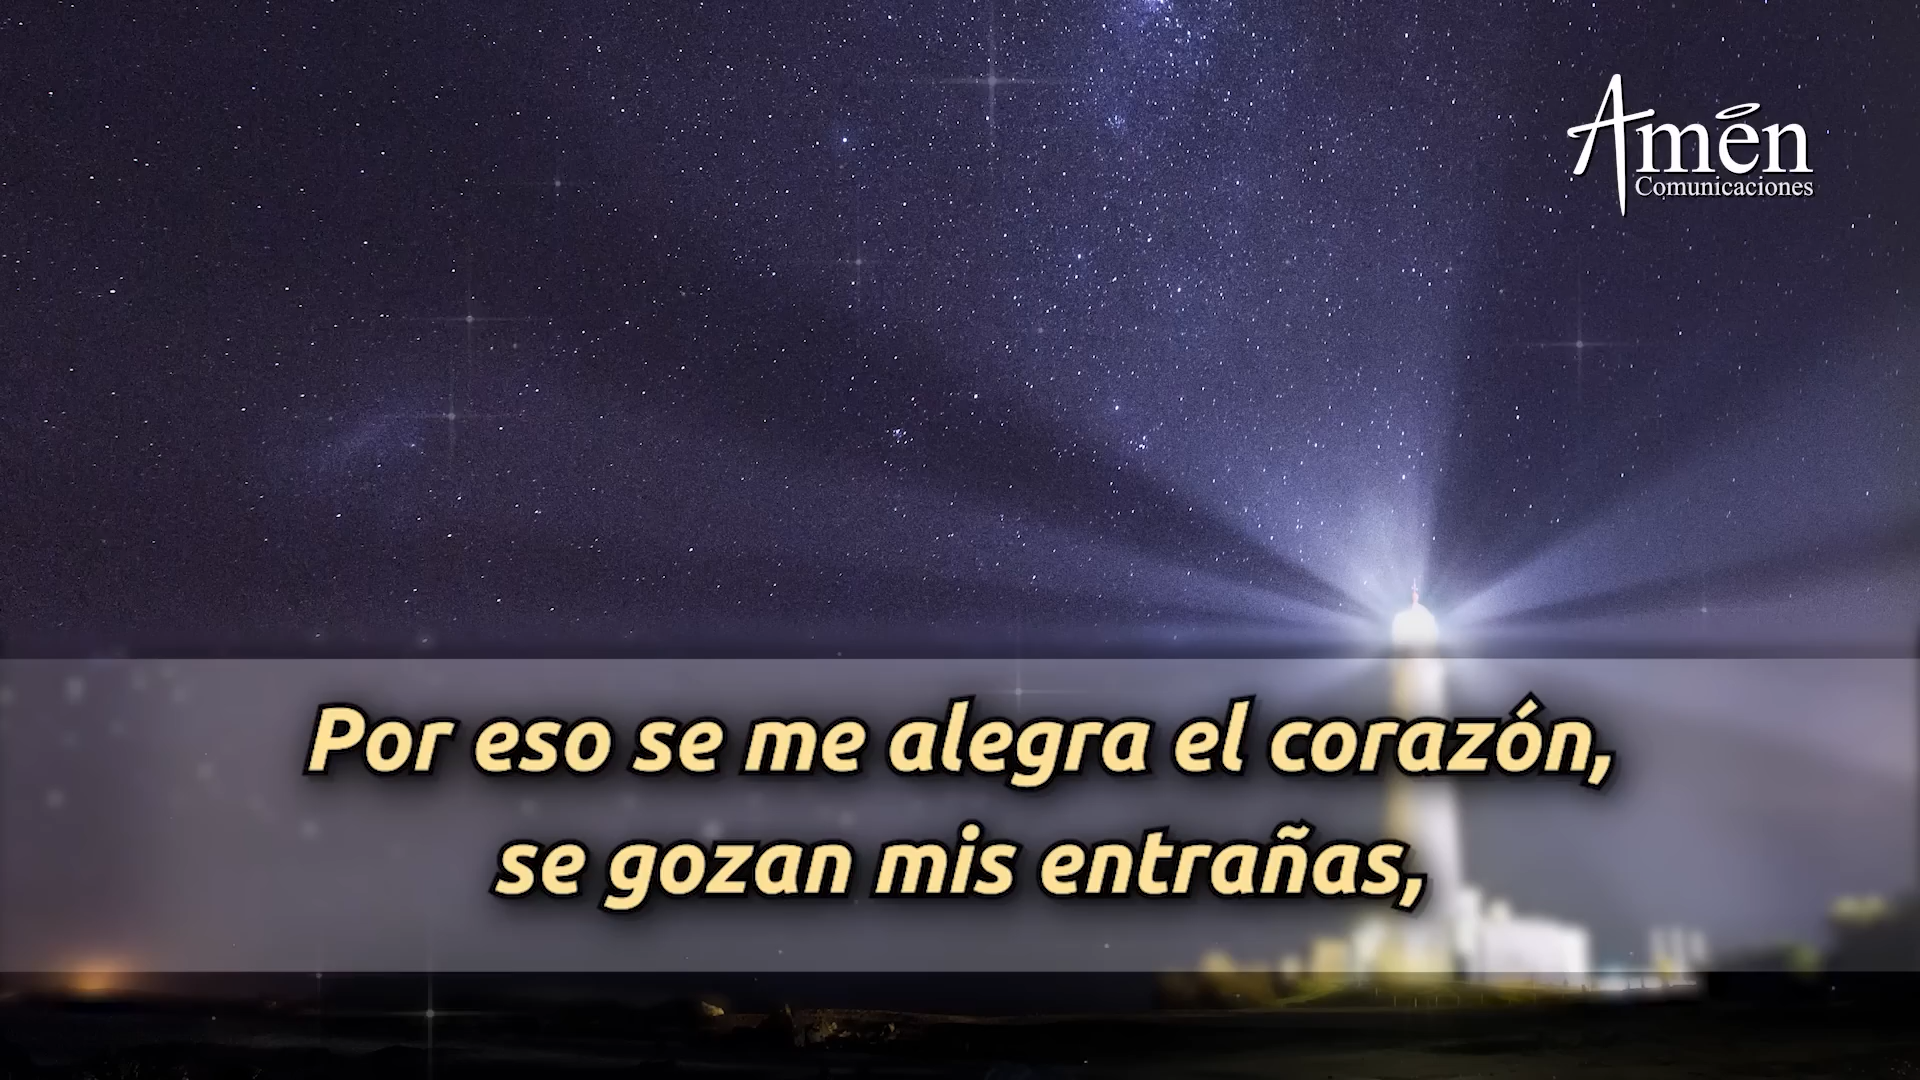 Amén
Comunicaciones
Por eso se me alegra el corazón,
se gozan mis entrañas,